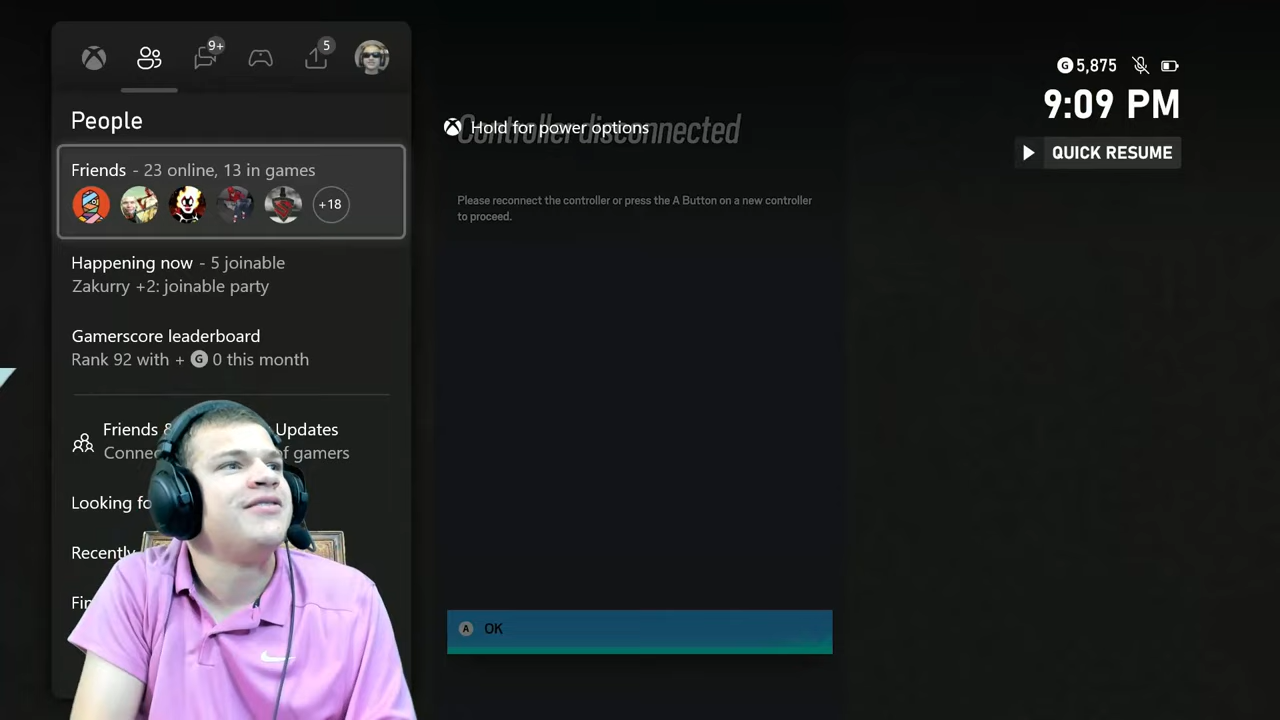 9+
5
People
Friends - 23 online, 13 in games
+18
Happening now - 5 joinable
Zakurry +2: joinable party
Gamerscore leaderboard
Rank 92 with + G 0 this month
Friends & Updates
of gamers
Looking
Recently
Hold for power options
Controller disconnected
Please reconnect the controller or press the A Button on a new controller
to proceed.
A OK
G 5,875
9:09 PM
QUICK RESUME